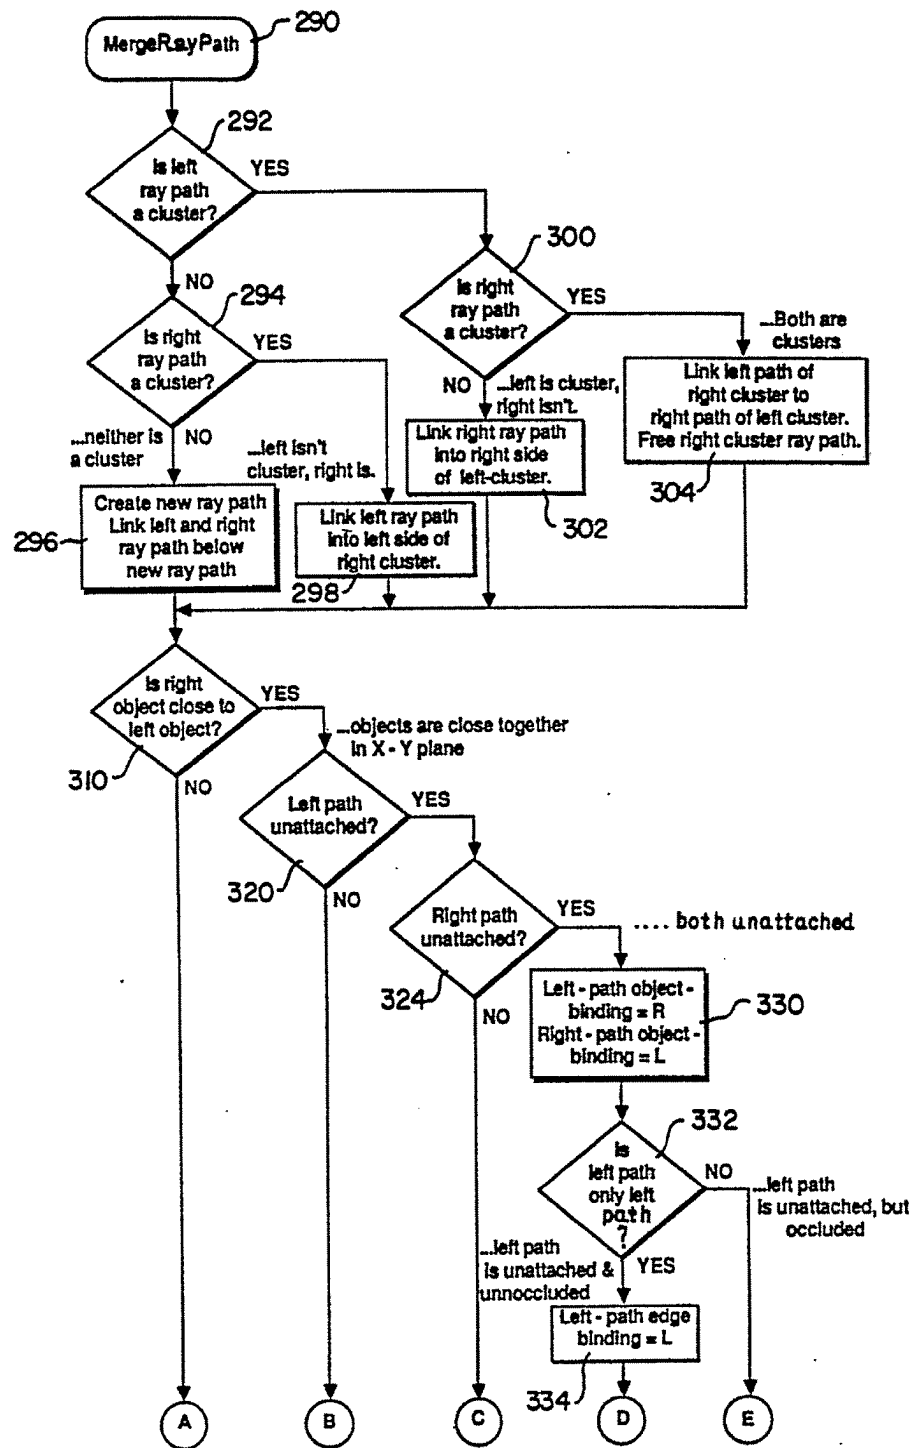 MergeRayPath
290
292
Is left
ray path
a cluster?
YES
NO
300
Is right
ray path
a cluster?
YES
NO
294
Is right
ray path
a cluster?
YES
NO
...Both are
clusters
Link left path of
right cluster to
right path of left cluster.
Free right cluster ray path.
304
...left is cluster,
right isn't.
Link right ray path
into right side
of left-cluster.
302
...neither is
a cluster
...left isn't
cluster, right is.
Create new ray path
Link left and right
ray path below
new ray path
296
Link left ray path
into left side of
right cluster.
298
Is right
object close to
left object?
YES
310
NO
...objects are close together
in X - Y plane
Left path
unattached?
YES
320
NO
Right path
unattached?
YES
324
NO
.... both unattached
Left - path object -
binding = R
Right - path object -
binding = L
330
332
Is
left path
only left
path
?
NO
...left path
is unattached, but
occluded
...left path
is unattached &
unnoccluded
YES
Left - path edge
binding = L
334
A
B
C
D
E